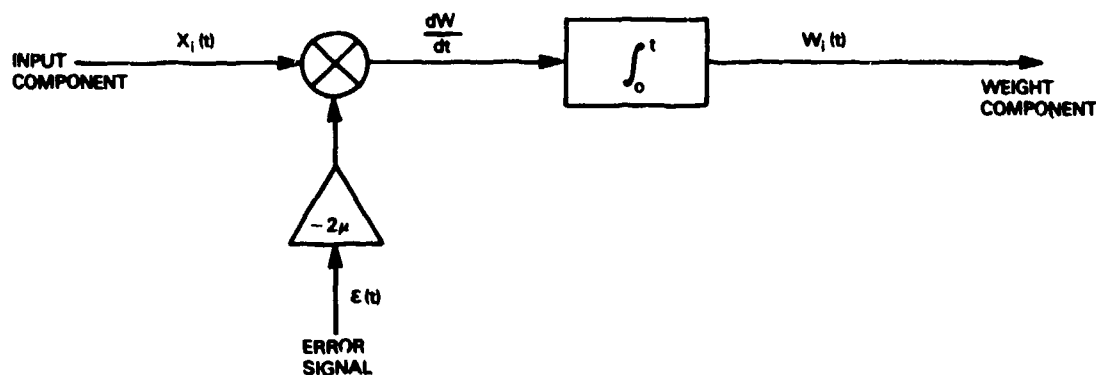 X_i(t)
dW
dt
∫_0^t
W_i(t)
INPUT
COMPONENT
WEIGHT
COMPONENT
-2μ
ε(t)
ERROR
SIGNAL